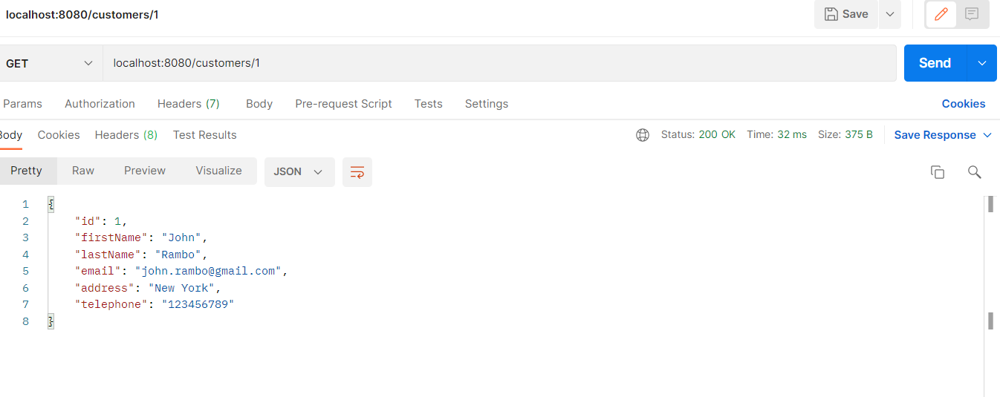 localhost:8080/customers/1
Save
GET
localhost:8080/customers/1
Send
Params Authorization Headers (7) Body Pre-request Script Tests Settings Cookies
Body Cookies Headers (8) Test Results Status: 200 OK Time: 32 ms Size: 375 B Save Response
Pretty Raw Preview Visualize JSON
1 {
2 "id": 1,
3 "firstName": "John",
4 "lastName": "Rambo",
5 "email": "john.rambo@gmail.com",
6 "address": "New York",
7 "telephone": "123456789"
8 }